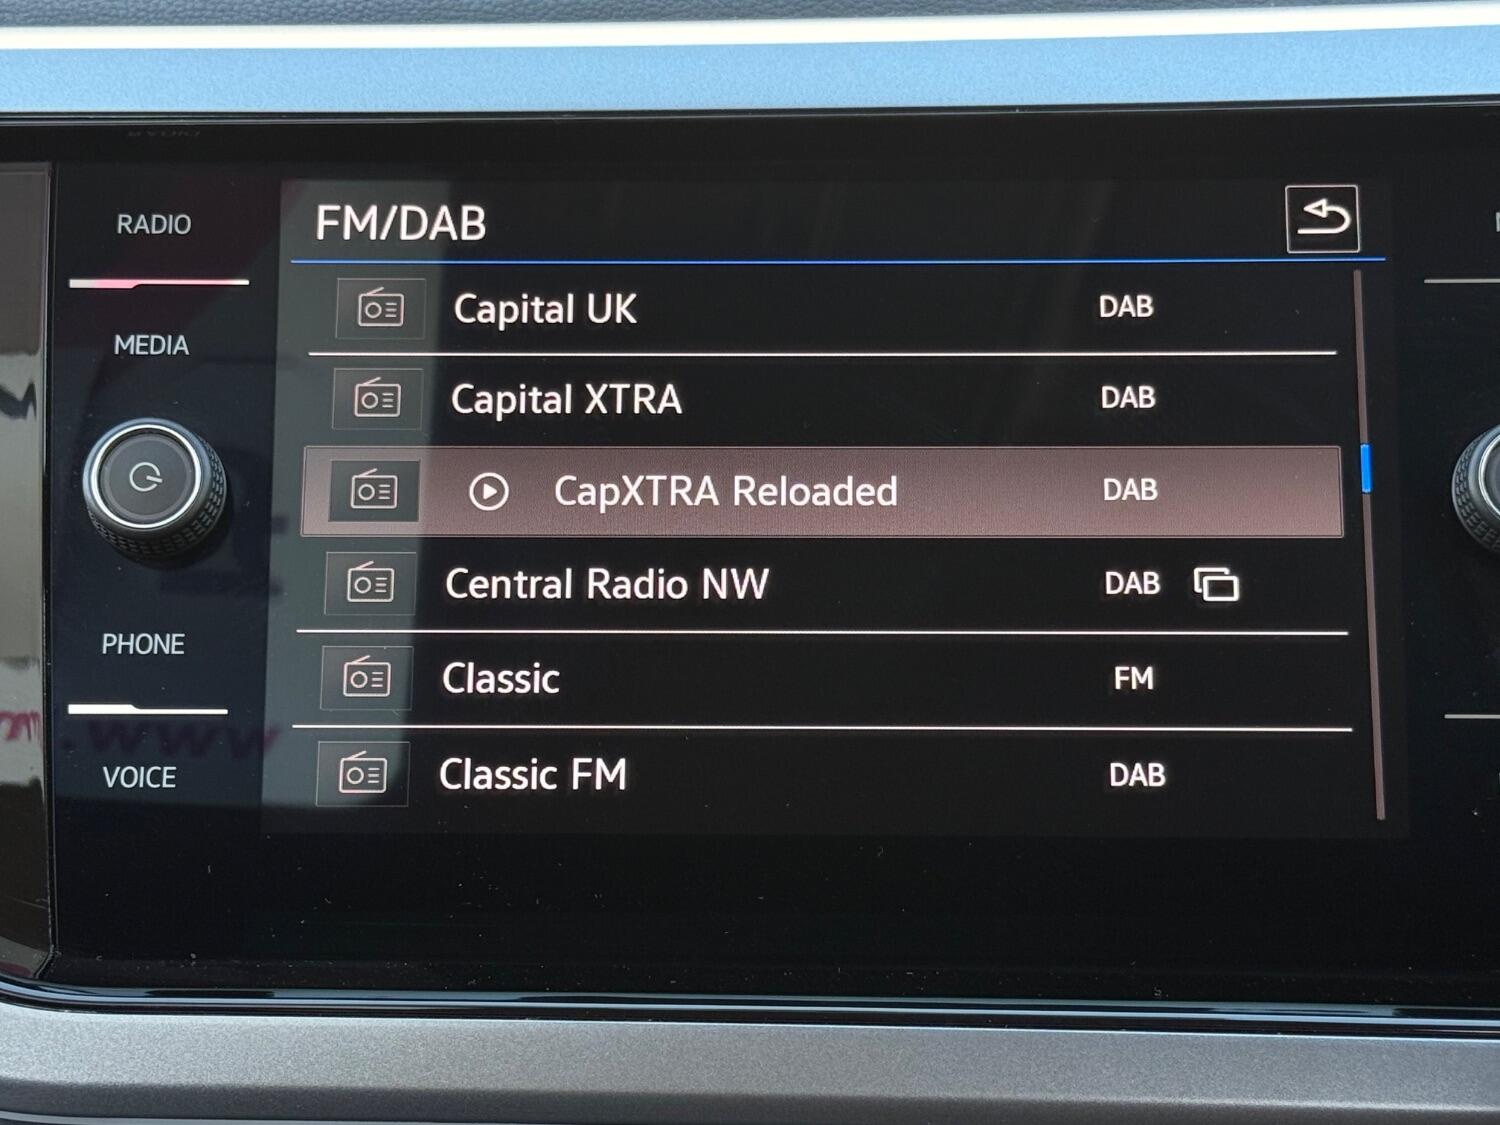 RADIO
FM/DAB
MEDIA
Capital UK DAB
Capital XTRA DAB
CapXTRA Reloaded DAB
Central Radio NW DAB
PHONE
Classic FM
VOICE
Classic FM DAB
www.